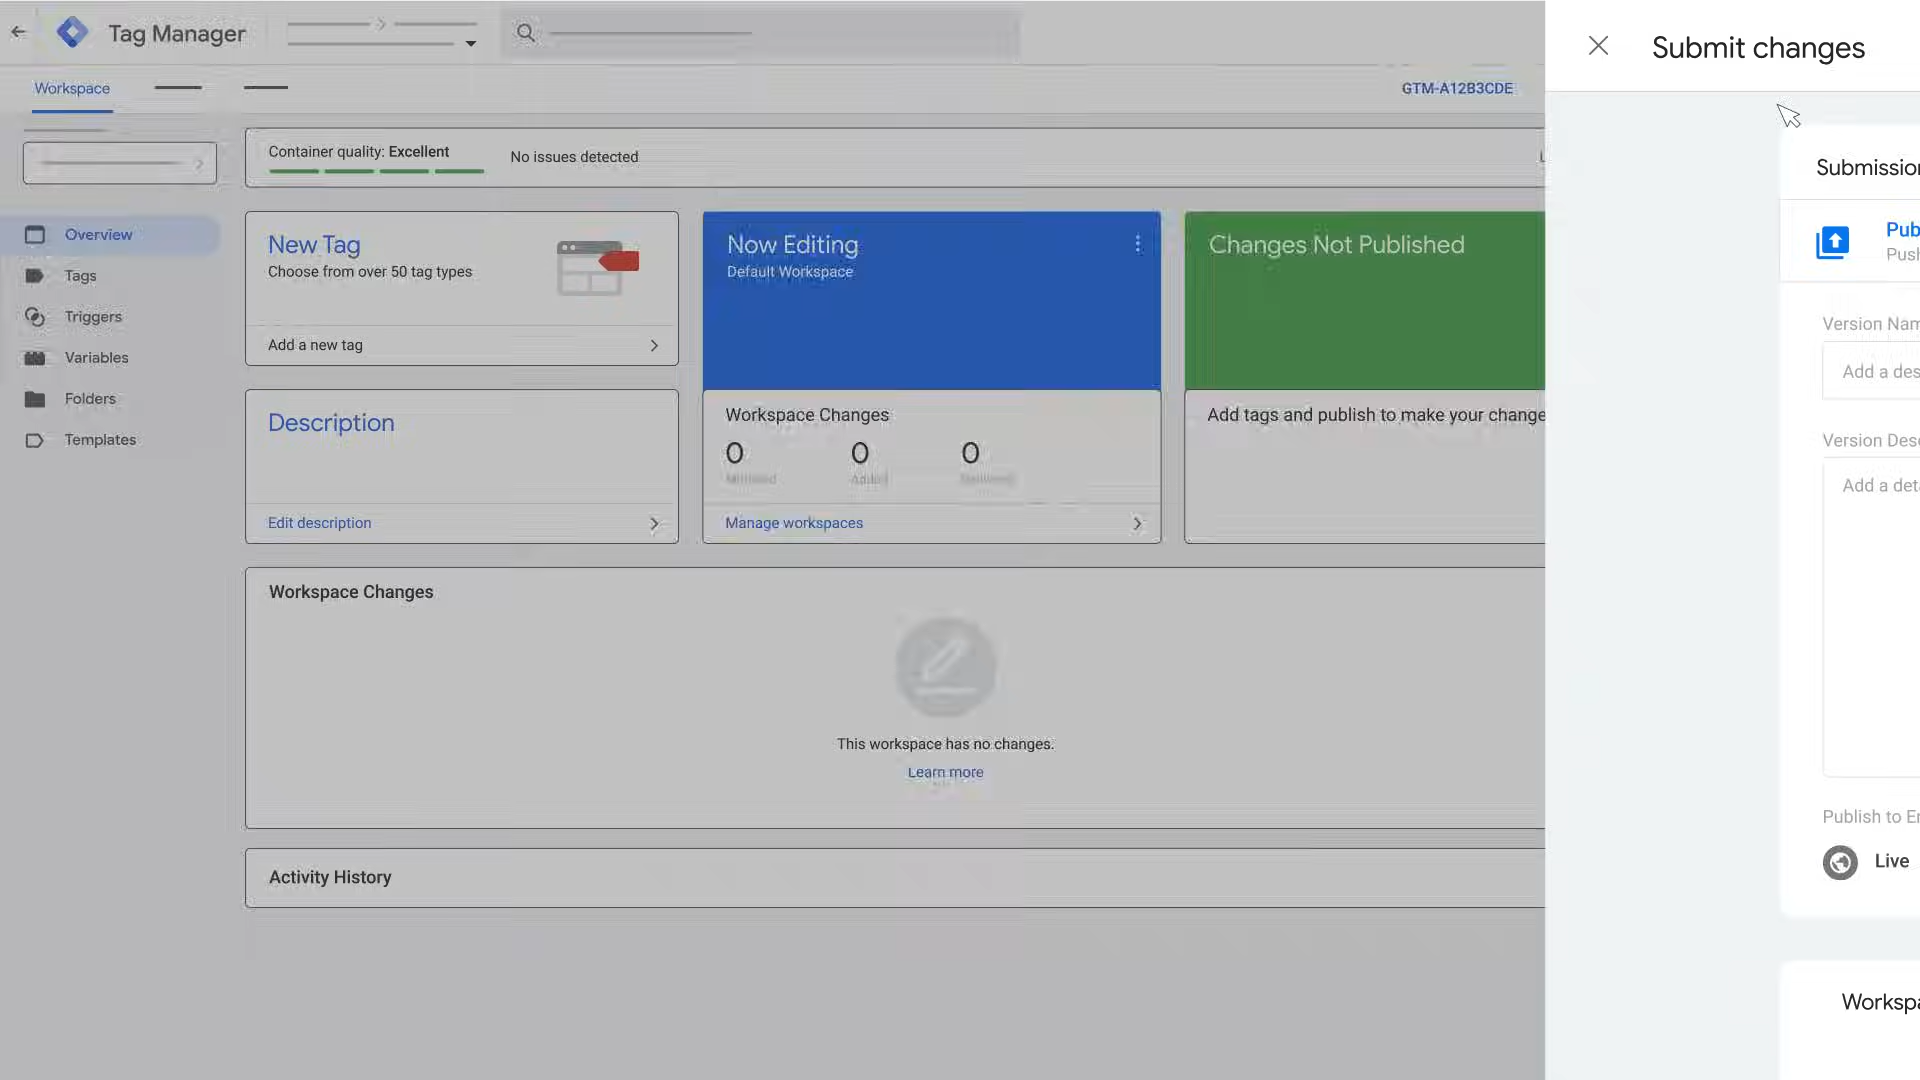 Tag Manager
Submit changes
Workspace
GTM-A12B3CDE
Container quality: Excellent
No issues detected
Submission
Overview
Tags
Triggers
Variables
Folders
Templates
New Tag
Choose from over 50 tag types
Add a new tag
Now Editing
Default Workspace
Changes Not Published
Pub
Push
Description
Edit description
Workspace Changes
0
0
0
Added
Manage workspaces
Add tags and publish to make your change
Version Nam
Add a des
Version Desc
Add a deta
Workspace Changes
This workspace has no changes.
Learn more
Publish to En
Live
Activity History
Workspa